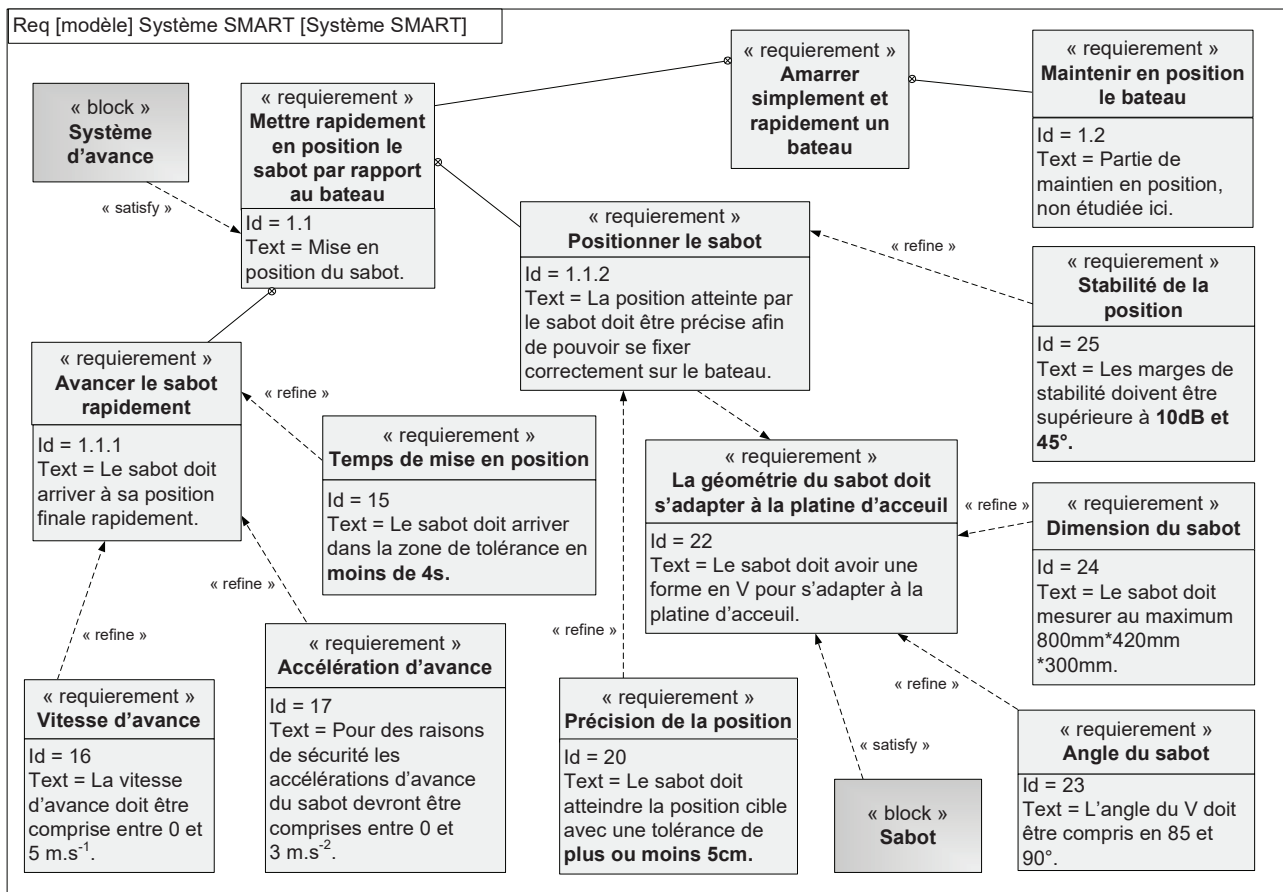 Req [modèle] Système SMART [Système SMART]
« block »
Système
d’avance
« satisfy »
« requierement »
Mettre rapidement
en position le
sabot par rapport
au bateau
Id = 1.1
Text = Mise en
position du sabot.
« requierement »
Amarrer
simplement et
rapidement un
bateau
« requierement »
Maintenir en position
le bateau
Id = 1.2
Text = Partie de
maintien en position,
non étudiée ici.
« requierement »
Positionner le sabot
Id = 1.1.2
Text = La position atteinte par
le sabot doit être précise afin
de pouvoir se fixer
correctement sur le bateau.
« refine »
« requierement »
Stabilité de la
position
Id = 25
Text = Les marges de
stabilité doivent être
supérieure à 10dB et
45°.
« requierement »
Avancer le sabot
rapidement
Id = 1.1.1
Text = Le sabot doit
arriver à sa position
finale rapidement.
« refine »
« requierement »
Temps de mise en position
Id = 15
Text = Le sabot doit arriver
dans la zone de tolérance en
moins de 4s.
« requierement »
La géométrie du sabot doit
s’adapter à la platine d’acceuil
Id = 22
Text = Le sabot doit avoir une
forme en V pour s’adapter à la
platine d’acceuil.
« refine »
« requierement »
Dimension du sabot
Id = 24
Text = Le sabot doit
mesurer au maximum
800mm*420mm
*300mm.
« refine »
« refine »
« refine »
« refine »
« satisfy »
« requierement »
Vitesse d’avance
Id = 16
Text = La vitesse
d’avance doit être
comprise entre 0 et
5 m.s-1.
« requierement »
Accélération d’avance
Id = 17
Text = Pour des raisons
de sécurité les
accélérations d’avance
du sabot devront être
comprises entre 0 et
3 m.s-2.
« requierement »
Précision de la position
Id = 20
Text = Le sabot doit
atteindre la position cible
avec une tolérance de
plus ou moins 5cm.
« block »
Sabot
« requierement »
Angle du sabot
Id = 23
Text = L’angle du V doit
être compris en 85 et
90°.